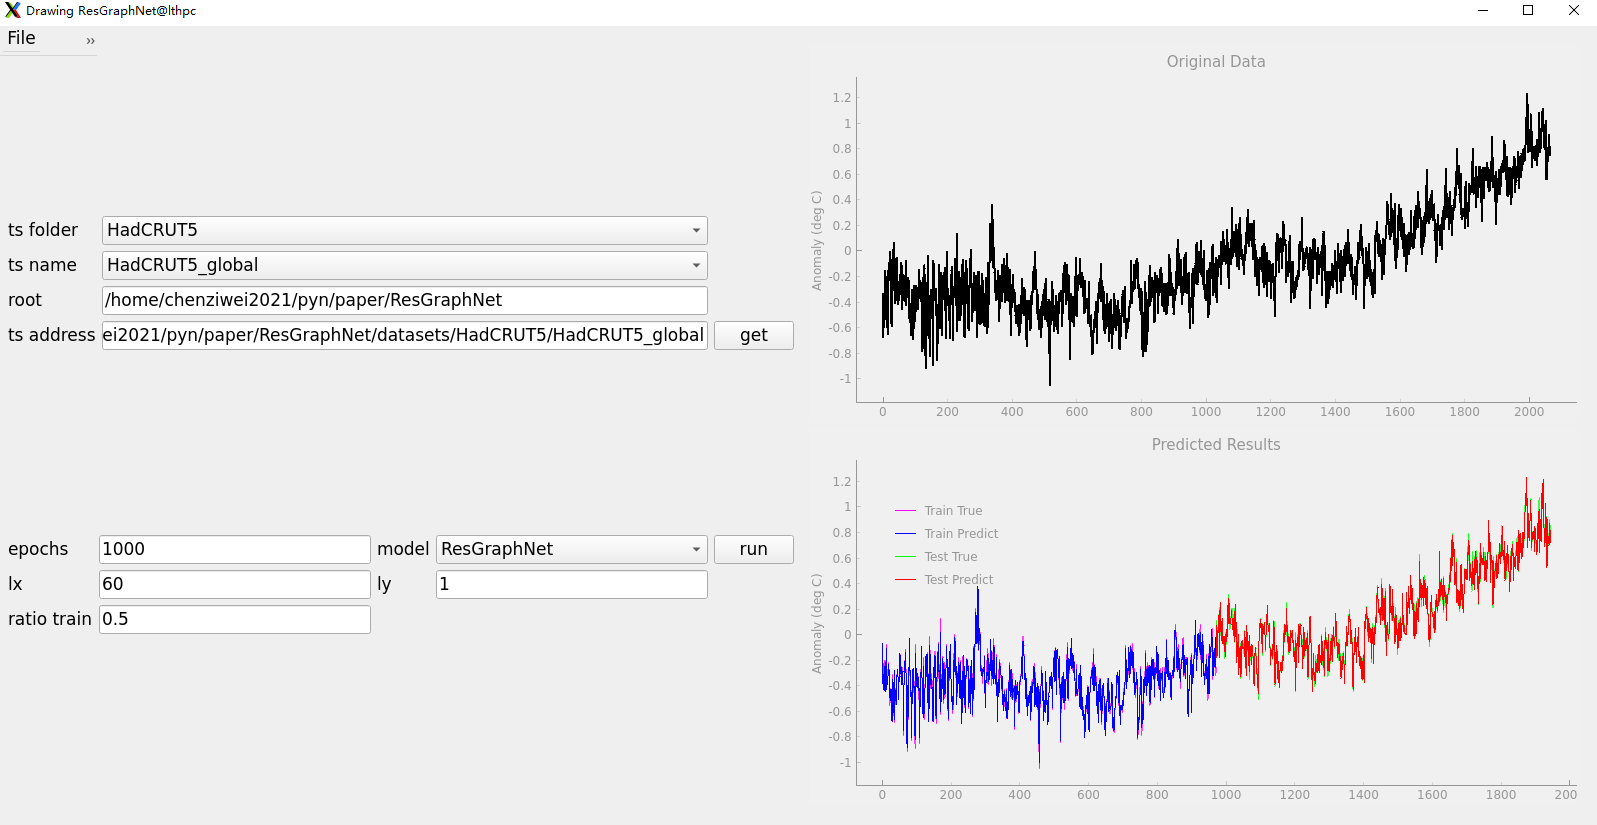 Drawing ResGraphNet@lthpc
File »
ts folder HadCRUT5
ts name HadCRUT5_global
root /home/chenziwei2021/pyn/paper/ResGraphNet
ts address ei2021/pyn/paper/ResGraphNet/datasets/HadCRUT5/HadCRUT5_global get
epochs 1000 model ResGraphNet run
lx 60 ly 1
ratio train 0.5
Original Data
Anomaly (deg C)
1.2
1
0.8
0.6
0.4
0.2
0
-0.2
-0.4
-0.6
-0.8
-1
0 200 400 600 800 1000 1200 1400 1600 1800 2000
Predicted Results
Anomaly (deg C)
1.2
1
0.8
0.6
0.4
0.2
0
-0.2
-0.4
-0.6
-0.8
-1
Train True
Train Predict
Test True
Test Predict
0 200 400 600 800 1000 1200 1400 1600 1800 200